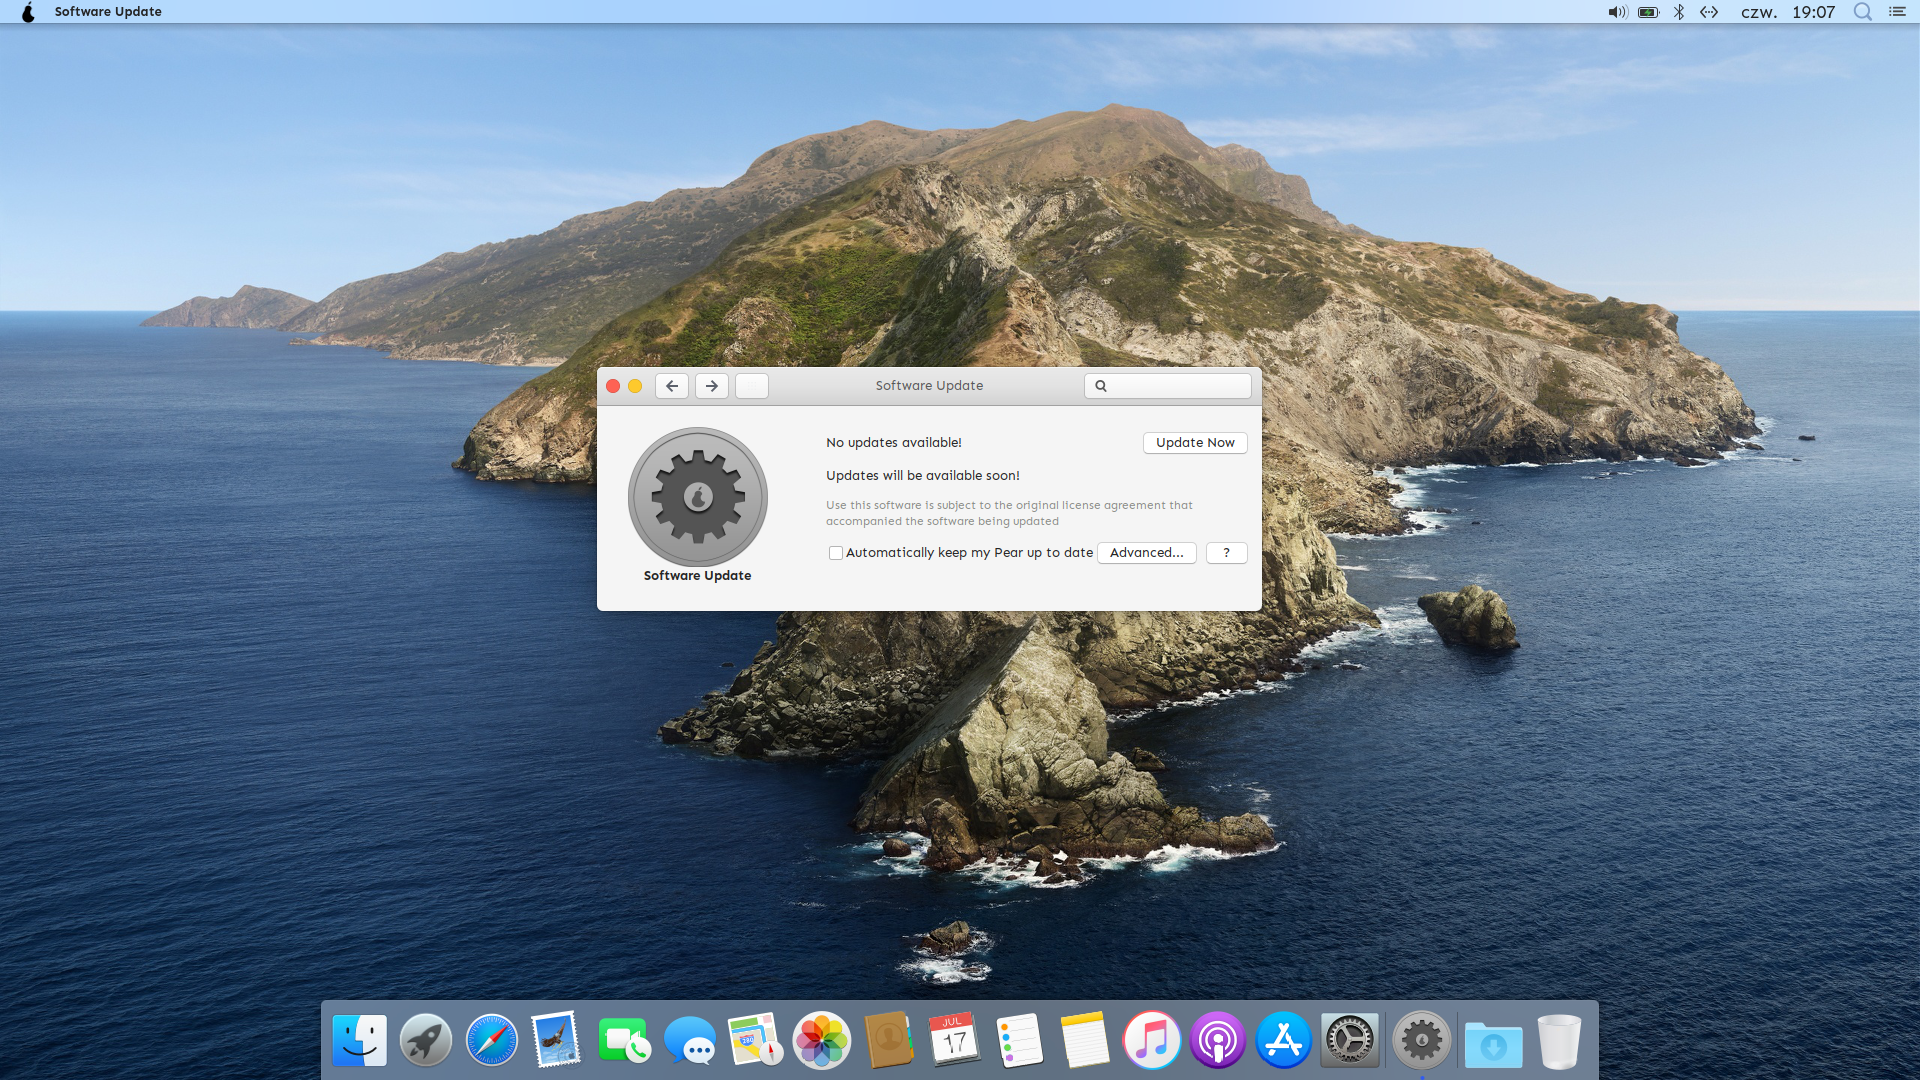 Software Update
czw. 19:07
Software Update
No updates available!
Update Now
Updates will be available soon!
Use this software is subject to the original license agreement that
accompanied the software being updated
Automatically keep my Pear up to date
Advanced...
?
Software Update
280
JUL
17